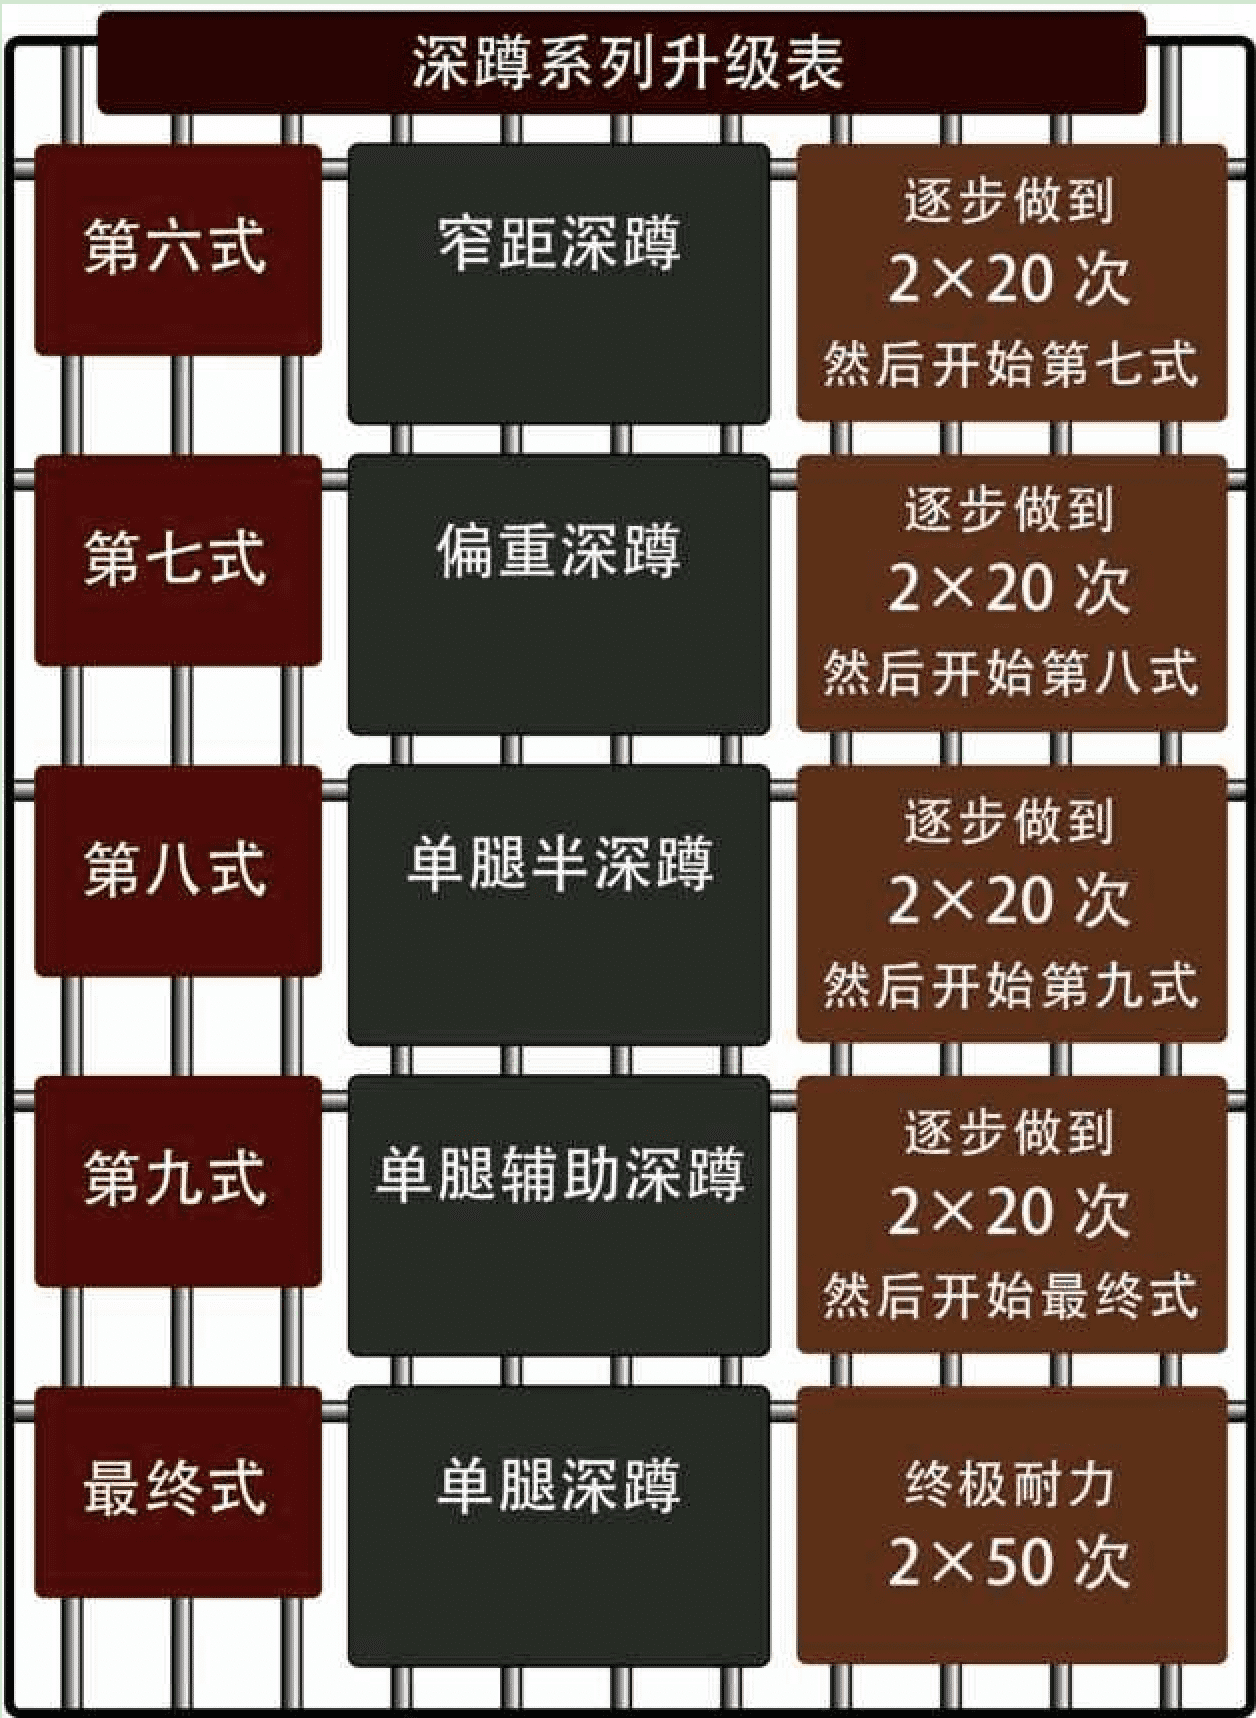 深蹲系列升级表
第六式
窄距深蹲
逐步做到
2×20 次
然后开始第七式
第七式
偏重深蹲
逐步做到
2×20 次
然后开始第八式
第八式
单腿半深蹲
逐步做到
2×20 次
然后开始第九式
第九式
单腿辅助深蹲
逐步做到
2×20 次
然后开始最终式
最终式
单腿深蹲
终极耐力
2×50 次